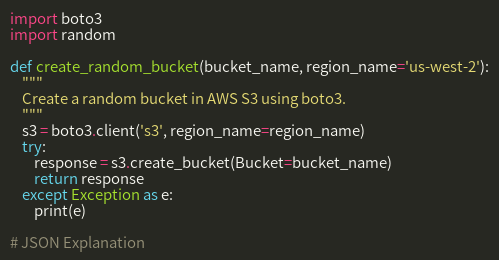 import boto3
import random

def create_random_bucket(bucket_name, region_name='us-west-2'):
    """
    Create a random bucket in AWS S3 using boto3.
    """
    s3 = boto3.client('s3', region_name=region_name)
    try:
        response = s3.create_bucket(Bucket=bucket_name)
        return response
    except Exception as e:
        print(e)

# JSON Explanation